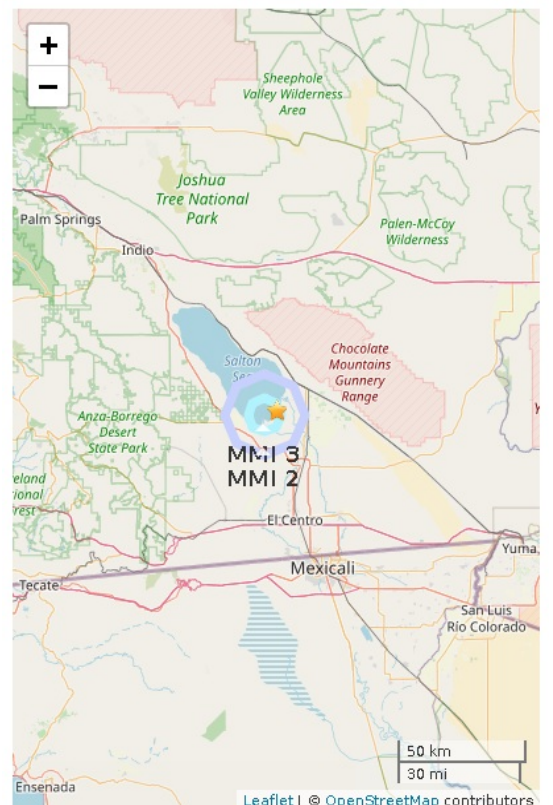 +
−
Sheephole
Valley Wilderness
Area
Joshua
Tree National
Park
Palm Springs
Palen-McCoy
Wilderness
Indio
Salton
Chocolate
Mountains
Gunnery
Range
Anza-Borrego
Desert
State Park
MMI 3
MMI 2
El Centro
Yuma
Mexicali
Tecate
San Luis
Río Colorado
50 km
30 mi
Ensenada
Leaflet | © OpenStreetMap contributors